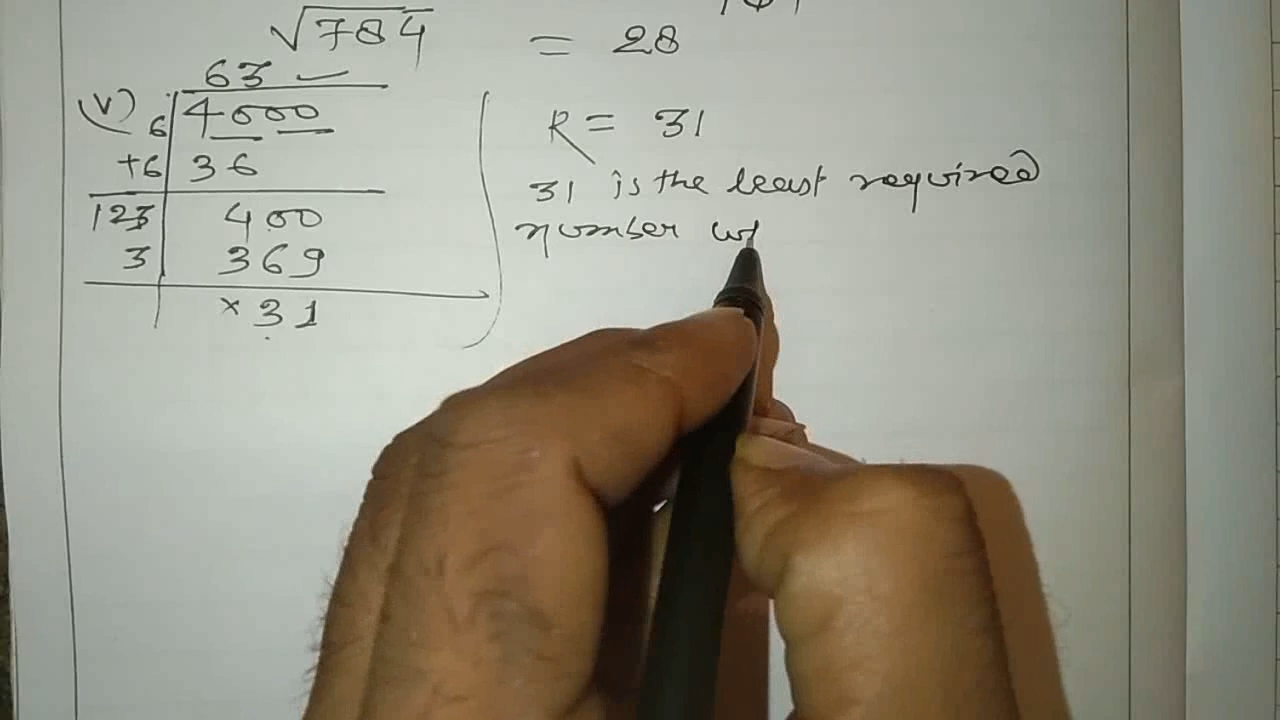 √784 = 28
63
(v) 6 4000
+6 36
123 400
3 369
× 31
R = 31
31 is the least required
number w